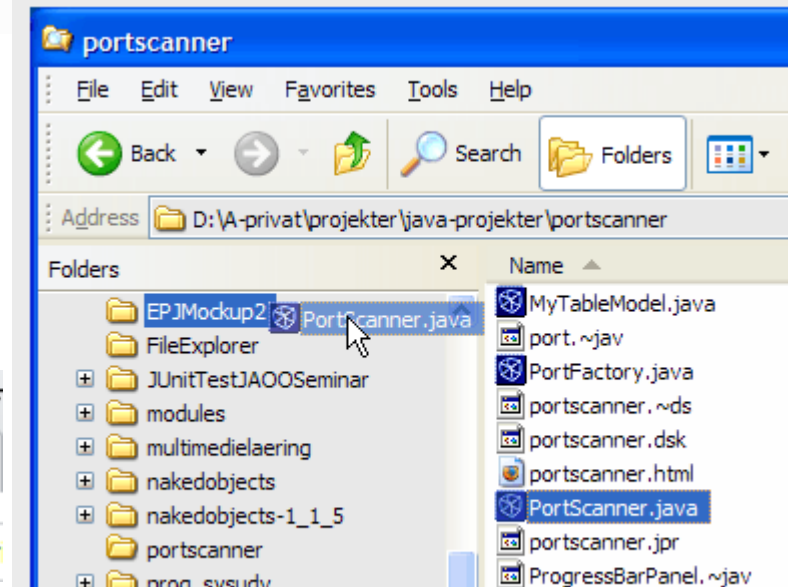 portscanner
File Edit View Favorites Tools Help
Back Search Folders
Address D:\A-privat\projekter\java-projekter\portscanner
Folders
EPJMockup2
PortScanner.java
FileExplorer
JUnitTestJAOOSeminar
modules
multimedielaering
nakedobjects
nakedobjects-1_1_5
portscanner
prog_sysudv
Name
MyTableModel.java
port.~jav
PortFactory.java
portscanner.~ds
portscanner.dsk
portscanner.html
PortScanner.java
portscanner.jpr
ProgressBarPanel.~jav